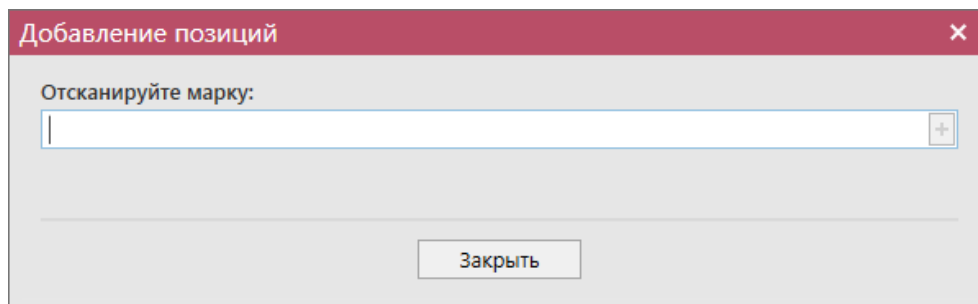 Добавление позиций
Отсканируйте марку:
Закрыть